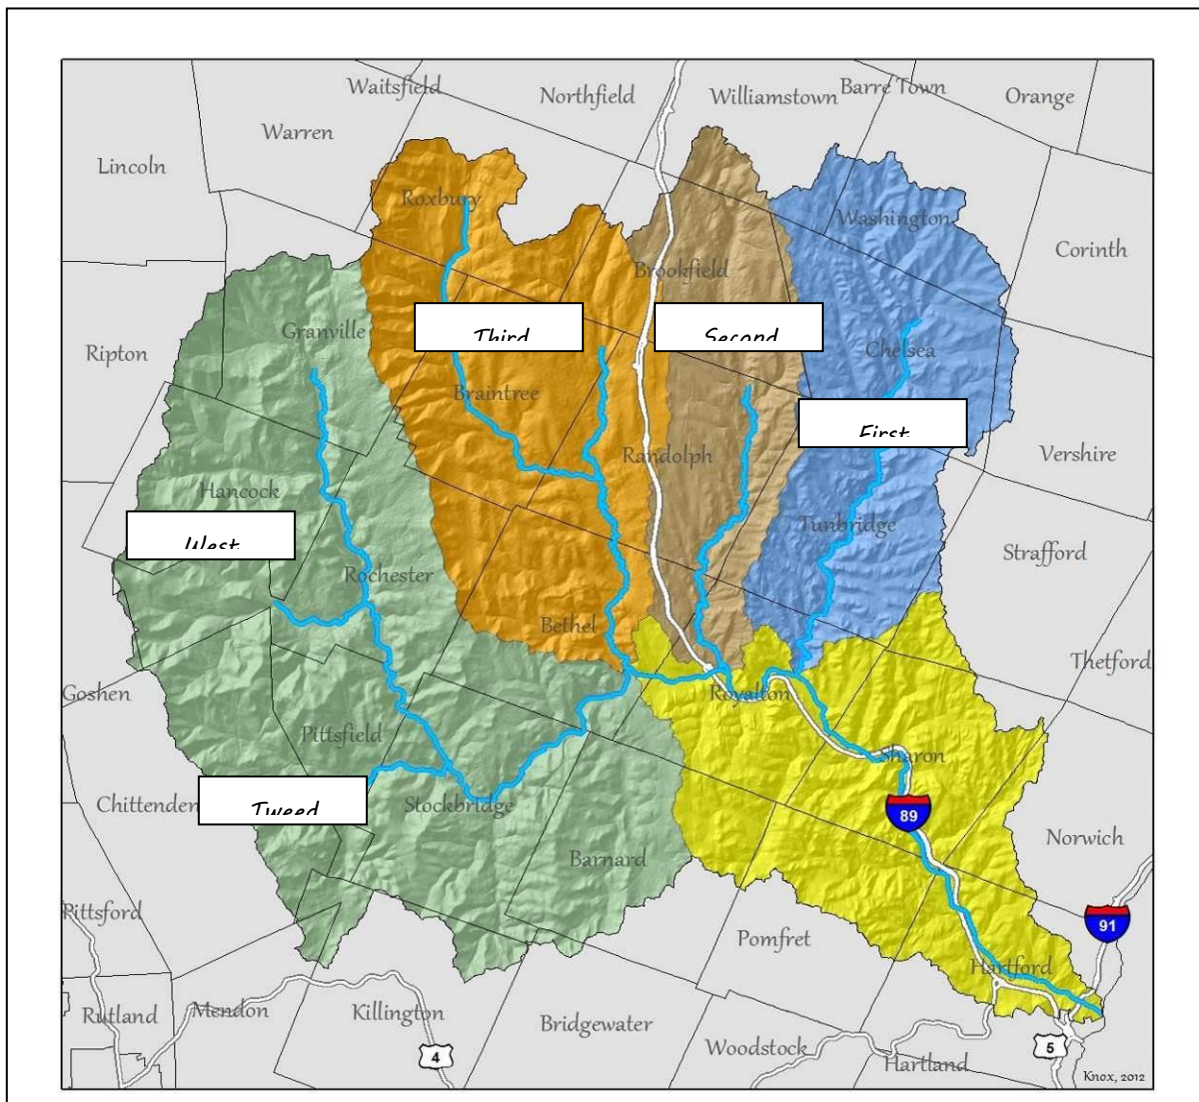 Waitsfield
Northfield
Williamstown
Barre Town
Orange
Warren
Lincoln
Roxbury
Washington
Corinth
Brookfield
Granville
Third
Second
Ripton
Chelsea
Braintree
First
Randolph
Vershire
Hancock
Tunbridge
West
Strafford
Rochester
Bethel
Thetford
Goshen
Royalton
Pittsfield
Sharon
Chittenden
Tweed
Stockbridge
89
Norwich
Barnard
Pittsford
91
Pomfret
Hartford
Rutland
Mendon
Killington
Bridgewater
Woodstock
4
5
Hartland
Knox, 2012